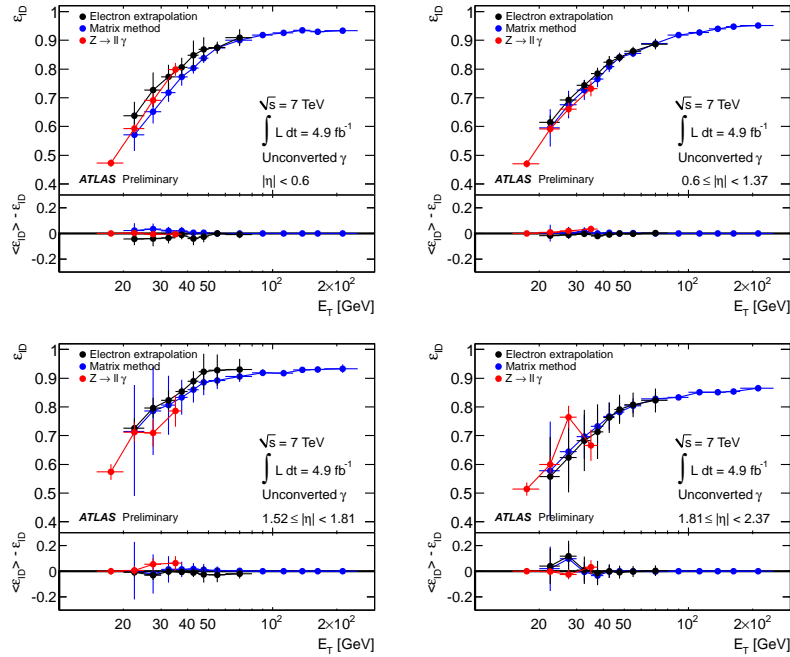 ε_ID
1
0.9
0.8
0.7
0.6
0.5
0.4
Electron extrapolation
Matrix method
Z → ll γ
√s = 7 TeV
∫ L dt = 4.9 fb⁻¹
Unconverted γ
ATLAS Preliminary
|η| < 0.6
<ε_ID> - ε_ID
0.2
0
-0.2
20 30 40 50 10² 2×10²
E_T [GeV]
ε_ID
1
0.9
0.8
0.7
0.6
0.5
0.4
Electron extrapolation
Matrix method
Z → ll γ
√s = 7 TeV
∫ L dt = 4.9 fb⁻¹
Unconverted γ
ATLAS Preliminary
0.6 ≤ |η| < 1.37
<ε_ID> - ε_ID
0.2
0
-0.2
20 30 40 50 10² 2×10²
E_T [GeV]
ε_ID
1
0.9
0.8
0.7
0.6
0.5
0.4
Electron extrapolation
Matrix method
Z → ll γ
√s = 7 TeV
∫ L dt = 4.9 fb⁻¹
Unconverted γ
ATLAS Preliminary
1.52 ≤ |η| < 1.81
<ε_ID> - ε_ID
0.2
0
-0.2
20 30 40 50 10² 2×10²
E_T [GeV]
ε_ID
1
0.9
0.8
0.7
0.6
0.5
0.4
Electron extrapolation
Matrix method
Z → ll γ
√s = 7 TeV
∫ L dt = 4.9 fb⁻¹
Unconverted γ
ATLAS Preliminary
1.81 ≤ |η| < 2.37
<ε_ID> - ε_ID
0.2
0
-0.2
20 30 40 50 10² 2×10²
E_T [GeV]